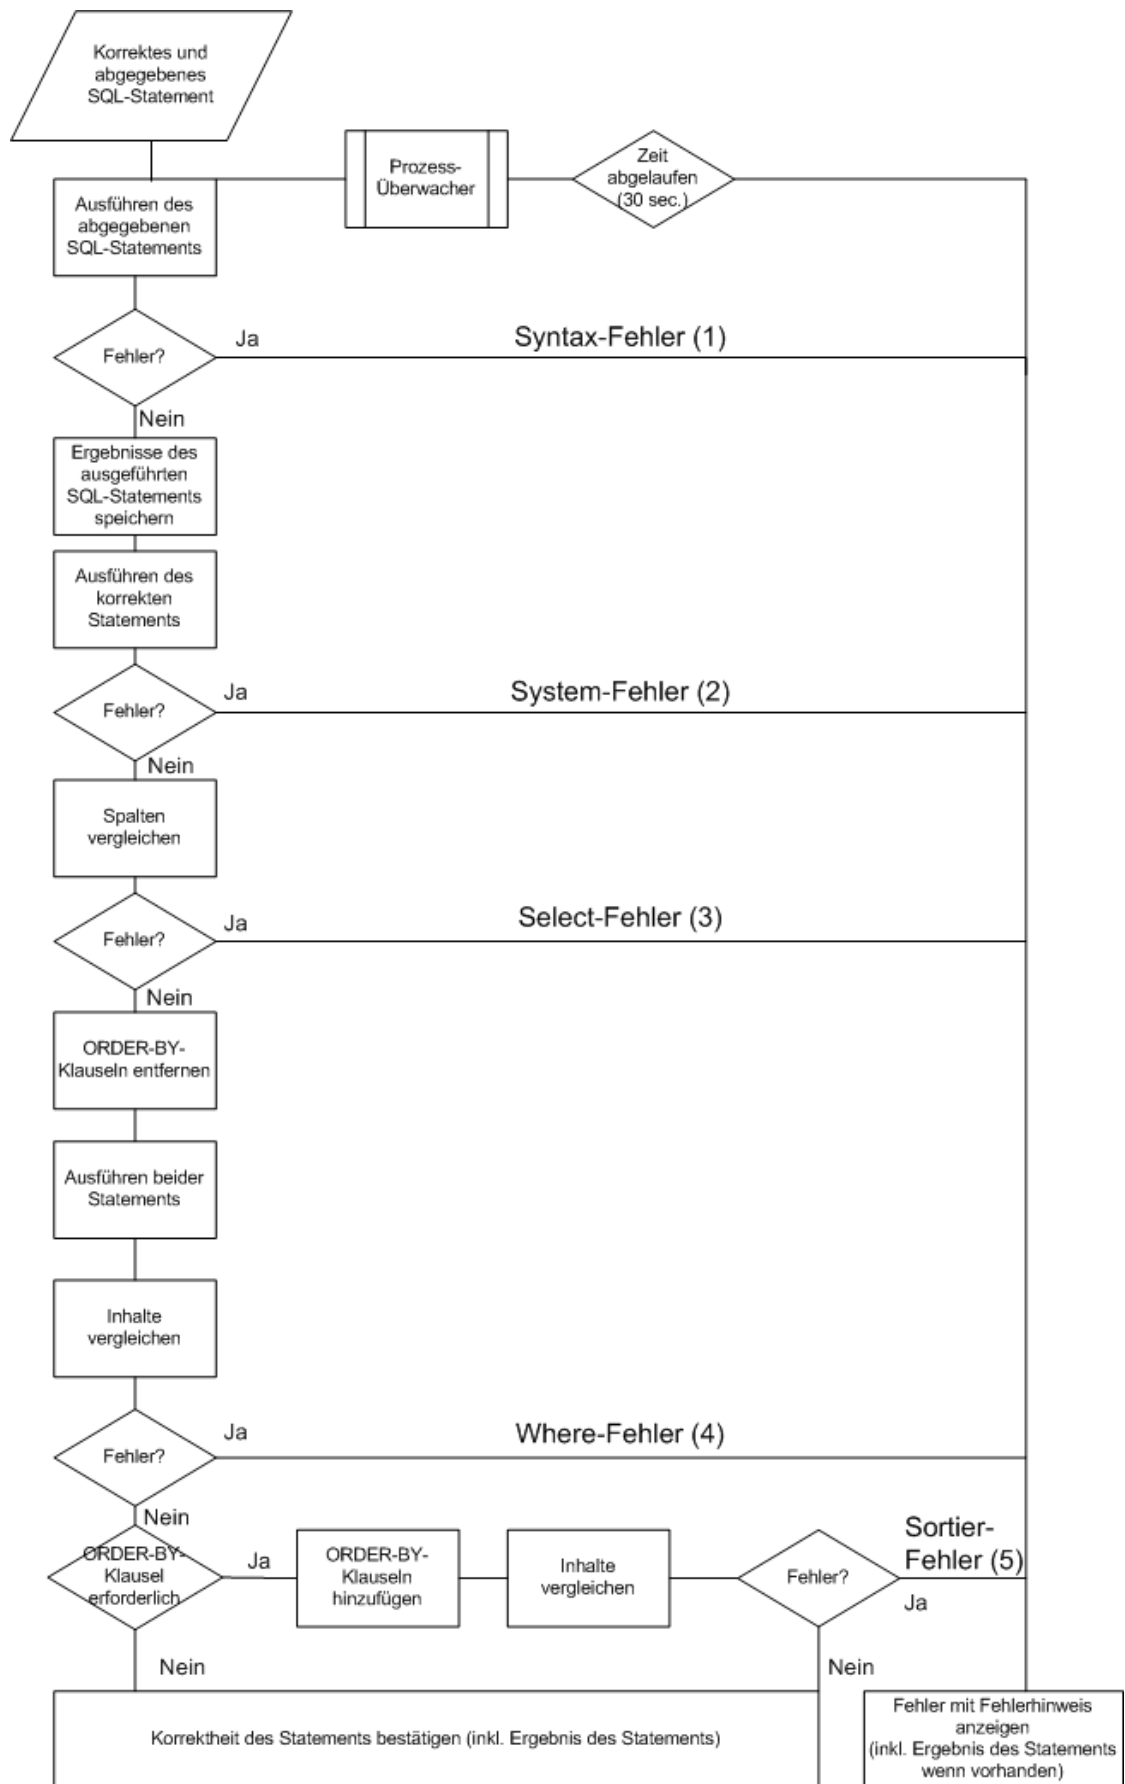 Korrektes und
abgegebenes
SQL-Statement
Prozess-
Überwacher
Zeit
abgelaufen
(30 sec.)
Ausführen des
abgegebenen
SQL-Statements
Fehler?
Ja
Syntax-Fehler (1)
Nein
Ergebnisse des
ausgeführten
SQL-Statements
speichern
Ausführen des
korrekten
Statements
Fehler?
Ja
System-Fehler (2)
Nein
Spalten
vergleichen
Fehler?
Ja
Select-Fehler (3)
Nein
ORDER-BY-
Klauseln entfernen
Ausführen beider
Statements
Inhalte
vergleichen
Fehler?
Ja
Where-Fehler (4)
Nein
ORDER-BY-
Klausel
erforderlich
Ja
ORDER-BY-
Klauseln
hinzufügen
Inhalte
vergleichen
Fehler?
Sortier-
Fehler (5)
Ja
Nein
Nein
Korrektheit des Statements bestätigen (inkl. Ergebnis des Statements)
Fehler mit Fehlerhinweis
anzeigen
(inkl. Ergebnis des Statements
wenn vorhanden)